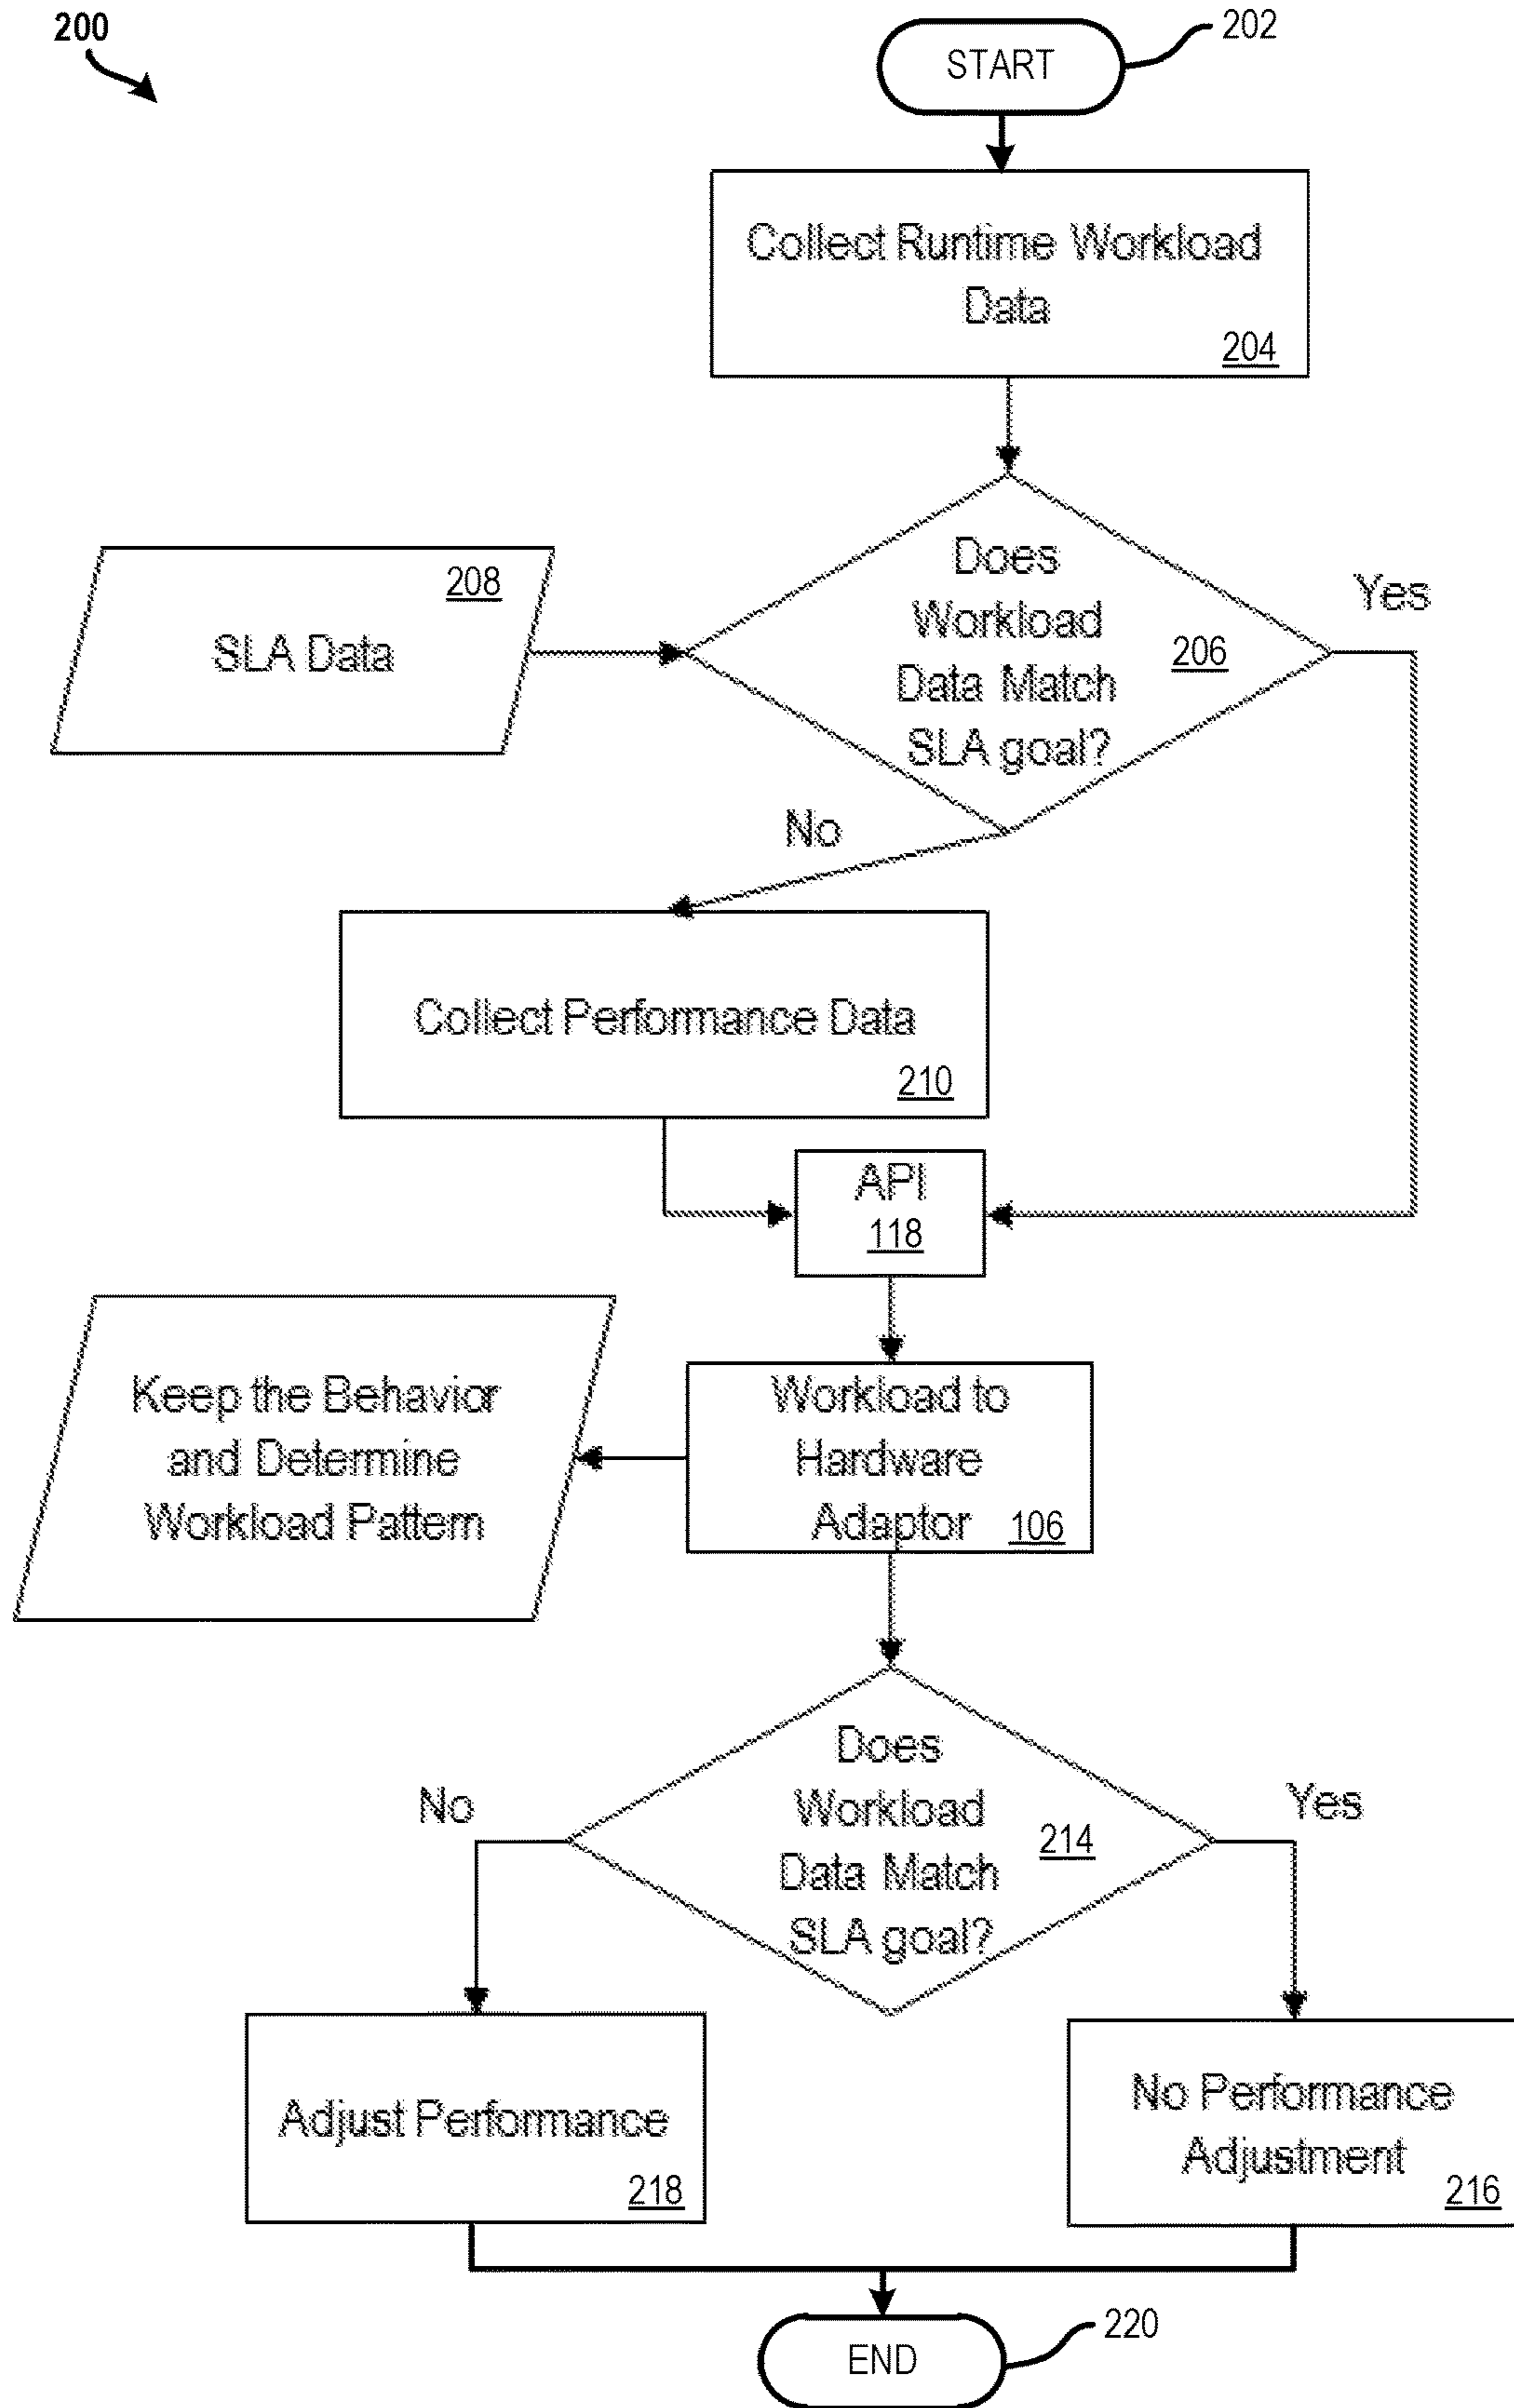 200
START
202
Collect Runtime Workload
Data
204
208
SLA Data
Does
Workload
Data Match
SLA goal?
206
Yes
No
Collect Performance Data
210
API
118
Keep the Behavior
and Determine
Workload Pattern
Workload to
Hardware
Adaptor
106
Does
Workload
Data Match
SLA goal?
214
No
Yes
Adjust Performance
218
No Performance
Adjustment
216
END
220